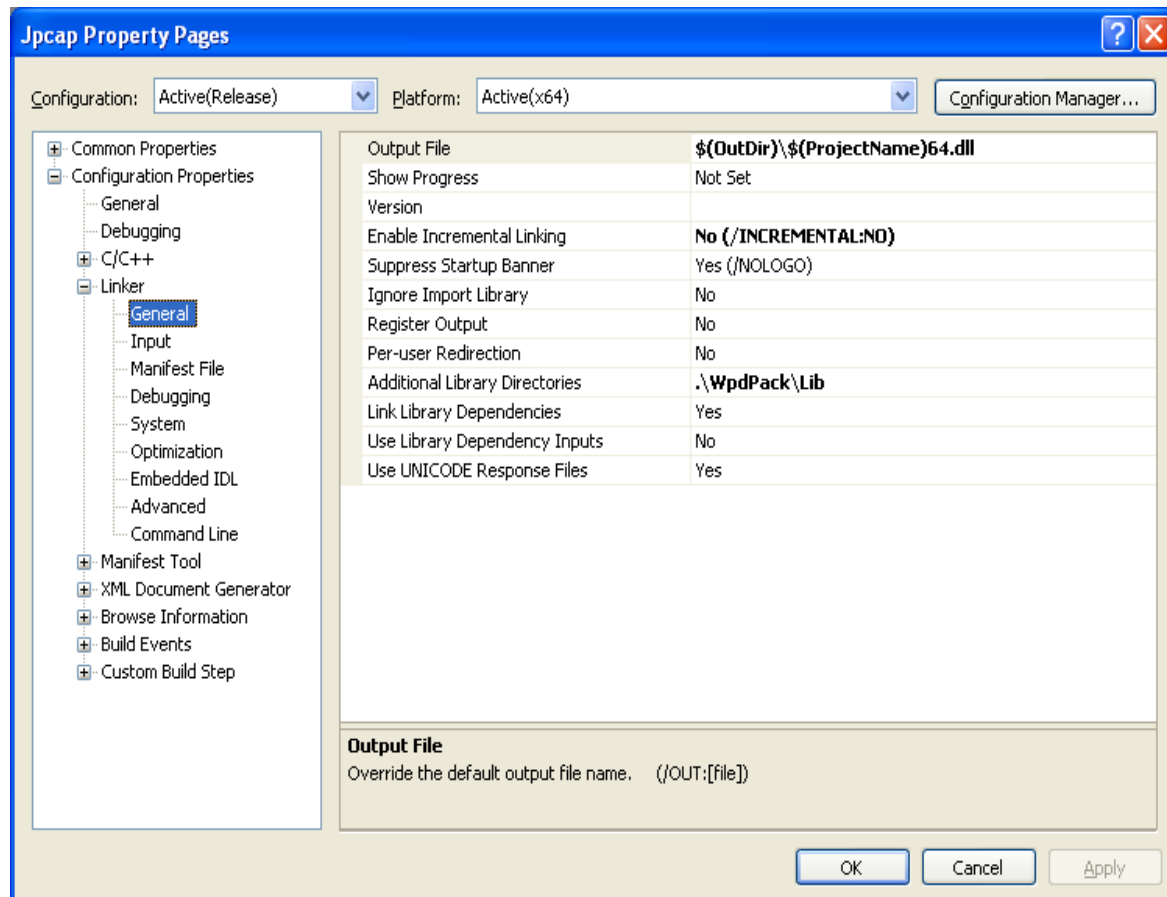 Jpcap Property Pages
Configuration: Active(Release) Platform: Active(x64) Configuration Manager...
Common Properties
Configuration Properties
General
Debugging
C/C++
Linker
General
Input
Manifest File
Debugging
System
Optimization
Embedded IDL
Advanced
Command Line
Manifest Tool
XML Document Generator
Browse Information
Build Events
Custom Build Step
Output File $(OutDir)\$(ProjectName)64.dll
Show Progress Not Set
Version
Enable Incremental Linking No (/INCREMENTAL:NO)
Suppress Startup Banner Yes (/NOLOGO)
Ignore Import Library No
Register Output No
Per-user Redirection No
Additional Library Directories .\WpdPack\Lib
Link Library Dependencies Yes
Use Library Dependency Inputs No
Use UNICODE Response Files Yes
Output File
Override the default output file name. (/OUT:[file])
OK Cancel Apply